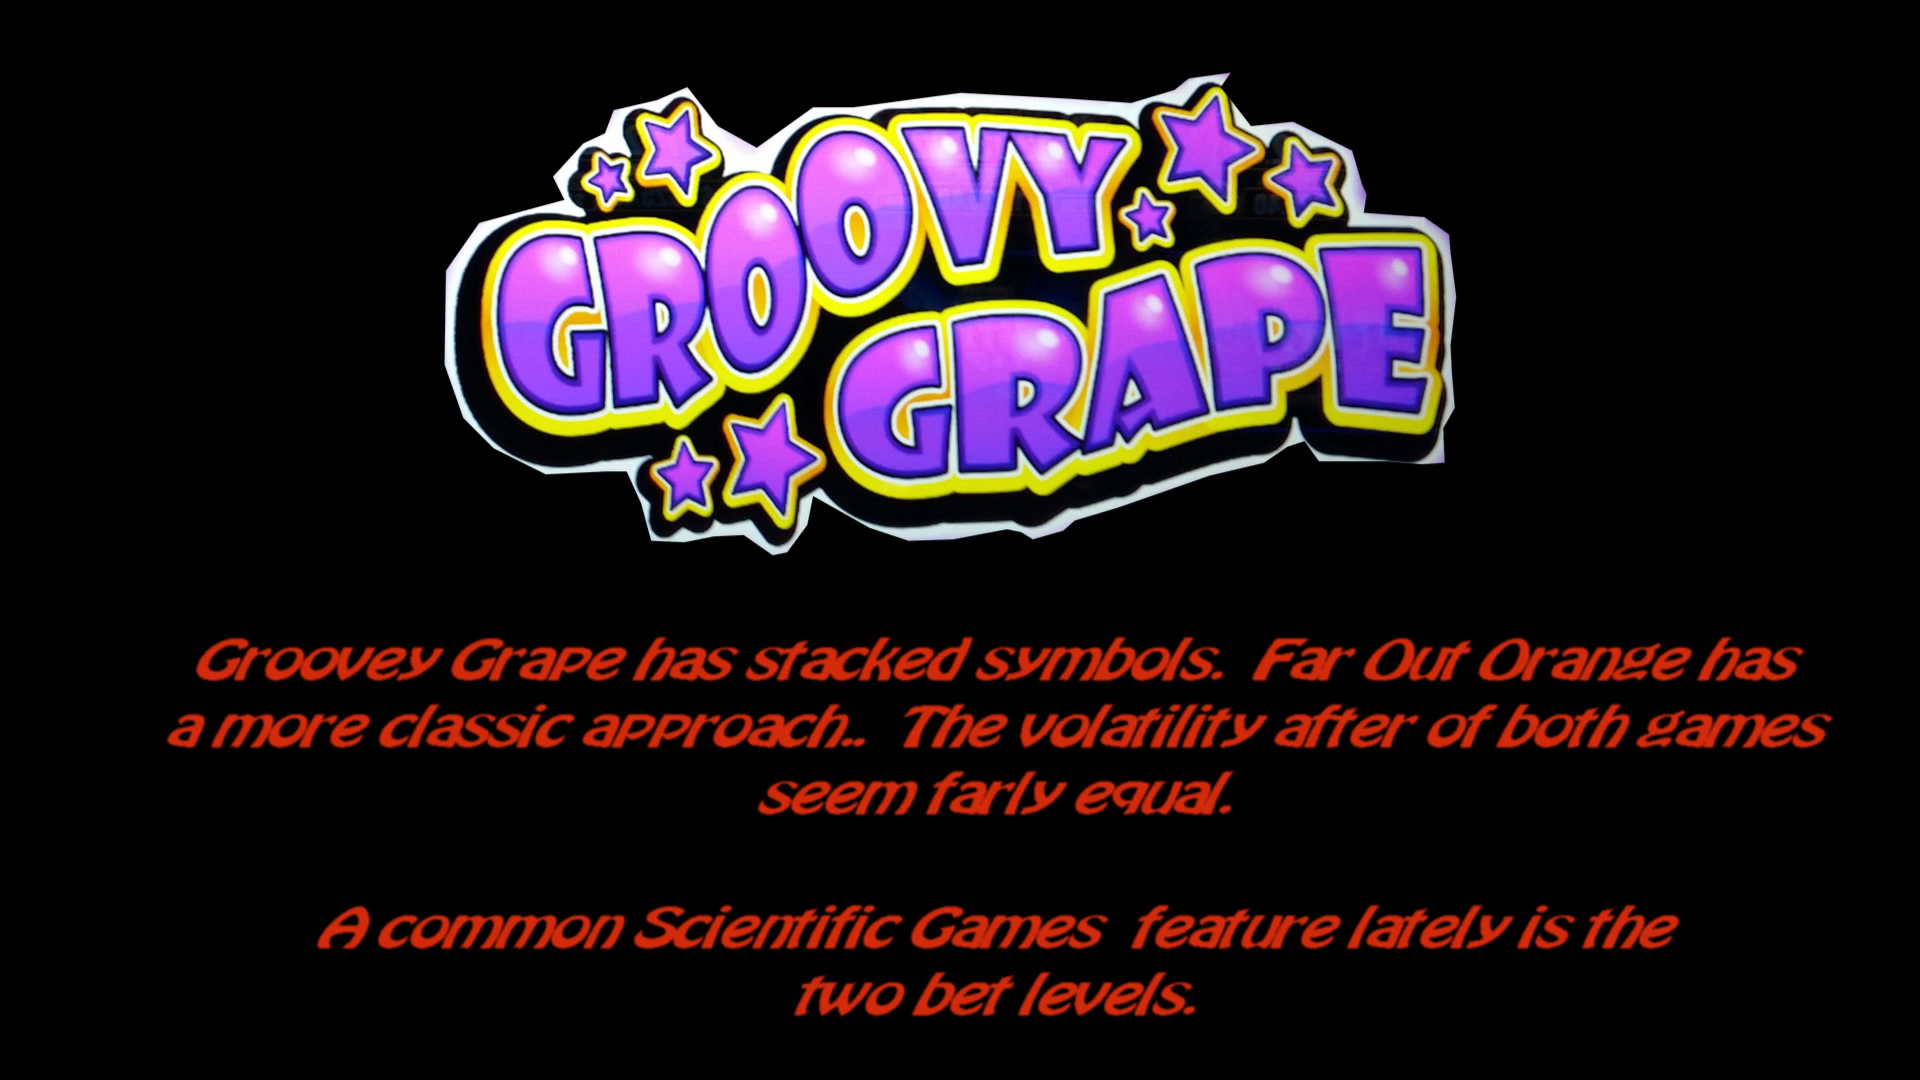 GROOVY
GRAPE
Groovey Grape has stacked symbols. Far Out Orange has
a more classic approach.. The volatility after of both games
seem farly equal.
A common Scientific Games feature lately is the
two bet levels.